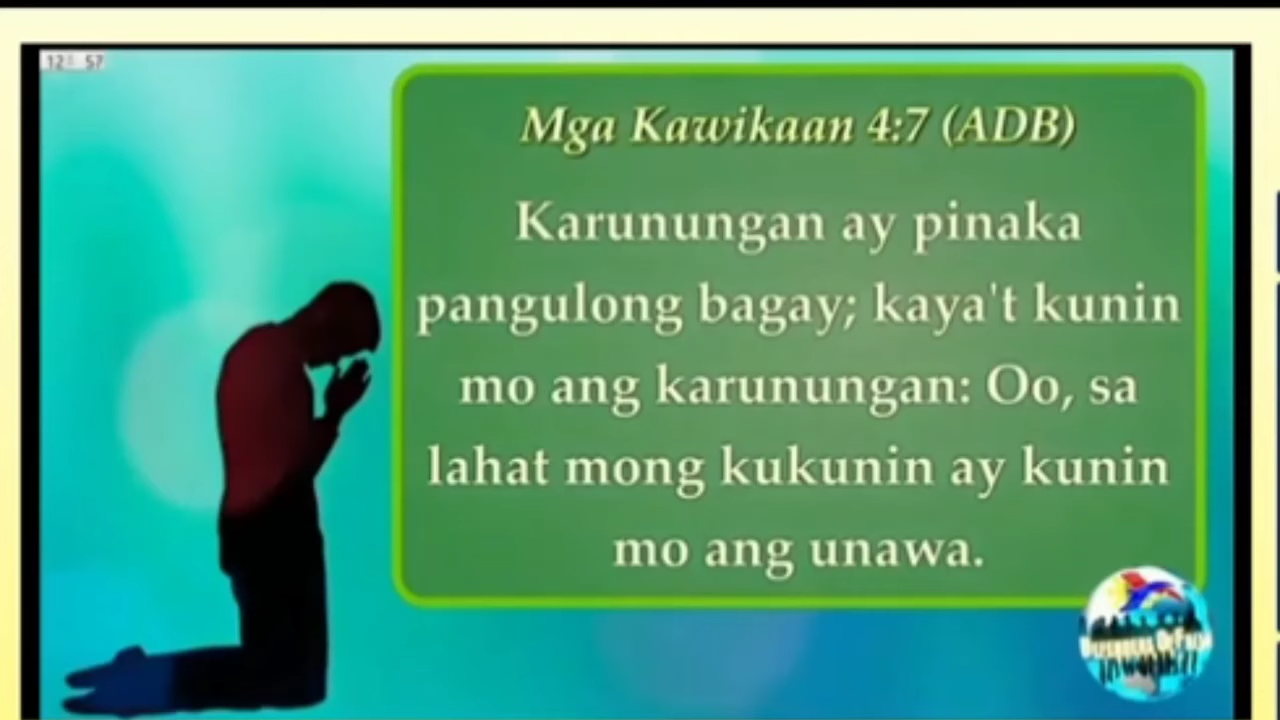 Mga Kawikaan 4:7 (ADB)
Karunungan ay pinaka
pangulong bagay; kaya't kunin
mo ang karunungan: Oo, sa
lahat mong kukunin ay kunin
mo ang unawa.